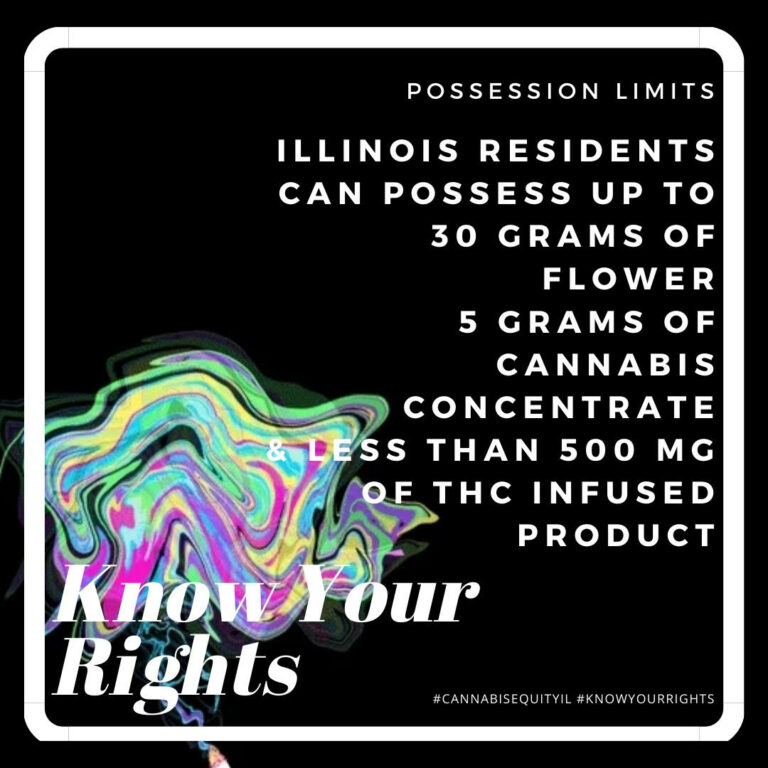 POSSESSION LIMITS
ILLINOIS RESIDENTS
CAN POSSESS UP TO
30 GRAMS OF
FLOWER
5 GRAMS OF
CANNABIS
CONCENTRATE
& LESS THAN 500 MG
OF THC INFUSED
PRODUCT
Know Your
Rights
#CANNABISEQUITYIL #KNOWYOURRIGHTS